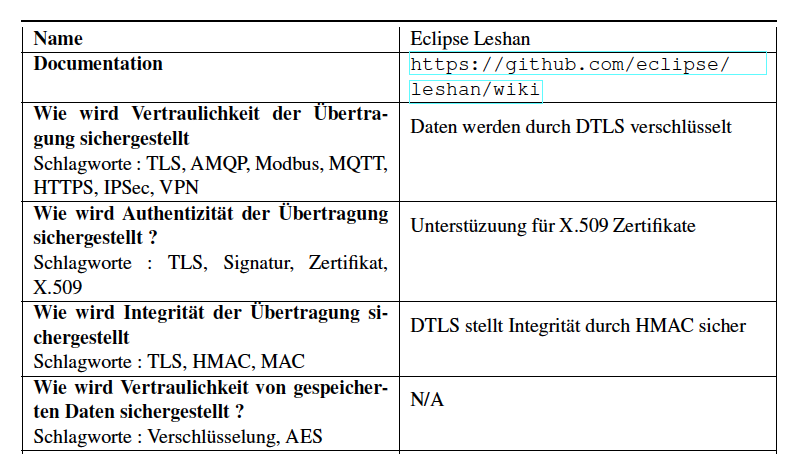 Name
Eclipse Leshan
Documentation
https://github.com/eclipse/
leshan/wiki
Wie wird Vertraulichkeit der Übertra-
gung sichergestellt
Schlagworte : TLS, AMQP, Modbus, MQTT,
HTTPS, IPSec, VPN
Daten werden durch DTLS verschlüsselt
Wie wird Authentizität der Übertragung
sichergestellt ?
Schlagworte : TLS, Signatur, Zertifikat,
X.509
Unterstüzuung für X.509 Zertifikate
Wie wird Integrität der Übertragung si-
chergestellt
Schlagworte : TLS, HMAC, MAC
DTLS stellt Integrität durch HMAC sicher
Wie wird Vertraulichkeit von gespeicher-
ten Daten sichergestellt ?
Schlagworte : Verschlüsselung, AES
N/A